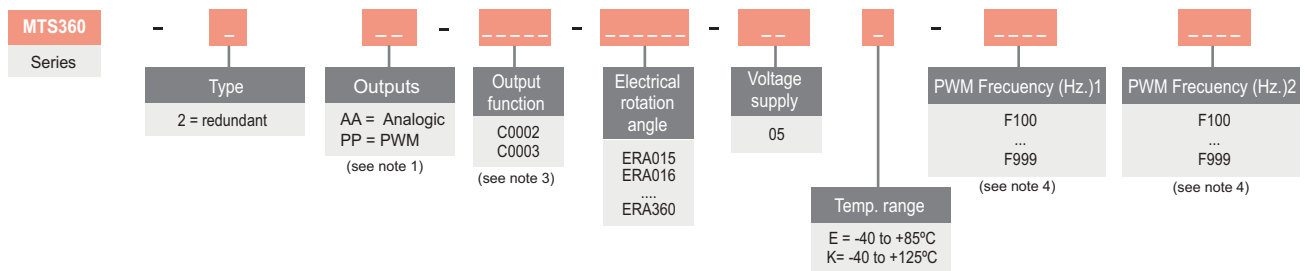 MTS360 - _ _ _ - _ _ _ _ _ - _ _ _ _ _ _ - _ _ _ - _ _ _ _ - _ _ _ _
Series
Type
2 = redundant
Outputs
AA = Analogic
PP = PWM
(see note 1)
Output
function
C0002
C0003
(see note 3)
Electrical
rotation
angle
ERA015
ERA016
....
ERA360
Voltage
supply
05
Temp. range
E = -40 to +85ºC
K= -40 to +125ºC
PWM Frecuency (Hz.)1
F100
...
F999
(see note 4)
PWM Frecuency (Hz.)2
F100
...
F999
(see note 4)